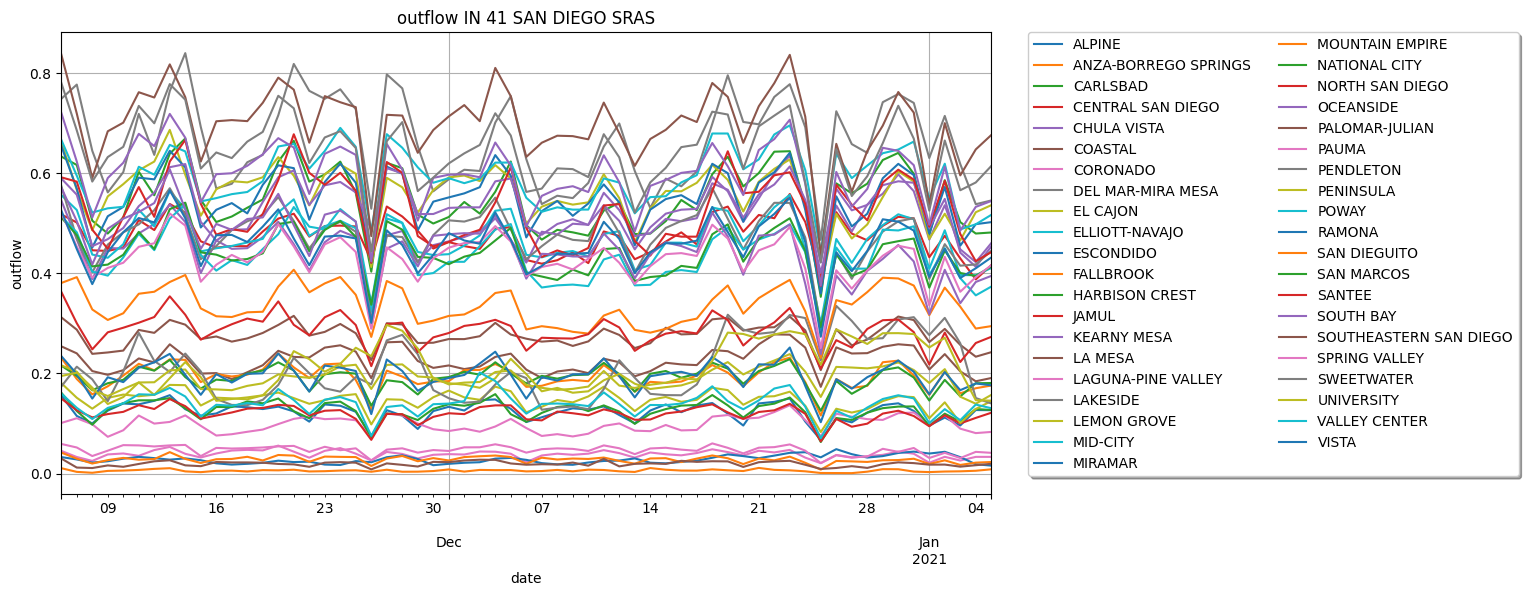 outflow IN 41 SAN DIEGO SRAS
outflow
0.8
0.6
0.4
0.2
0.0
09
16
23
30
07
14
21
28
04
Dec
Jan
2021
date
ALPINE
ANZA-BORREGO SPRINGS
CARLSBAD
CENTRAL SAN DIEGO
CHULA VISTA
COASTAL
CORONADO
DEL MAR-MIRA MESA
EL CAJON
ELLIOTT-NAVAJO
ESCONDIDO
FALLBROOK
HARBISON CREST
JAMUL
KEARNY MESA
LA MESA
LAGUNA-PINE VALLEY
LAKESIDE
LEMON GROVE
MID-CITY
MIRAMAR
MOUNTAIN EMPIRE
NATIONAL CITY
NORTH SAN DIEGO
OCEANSIDE
PALOMAR-JULIAN
PAUMA
PENDLETON
PENINSULA
POWAY
RAMONA
SAN DIEGUITO
SAN MARCOS
SANTEE
SOUTH BAY
SOUTHEASTERN SAN DIEGO
SPRING VALLEY
SWEETWATER
UNIVERSITY
VALLEY CENTER
VISTA